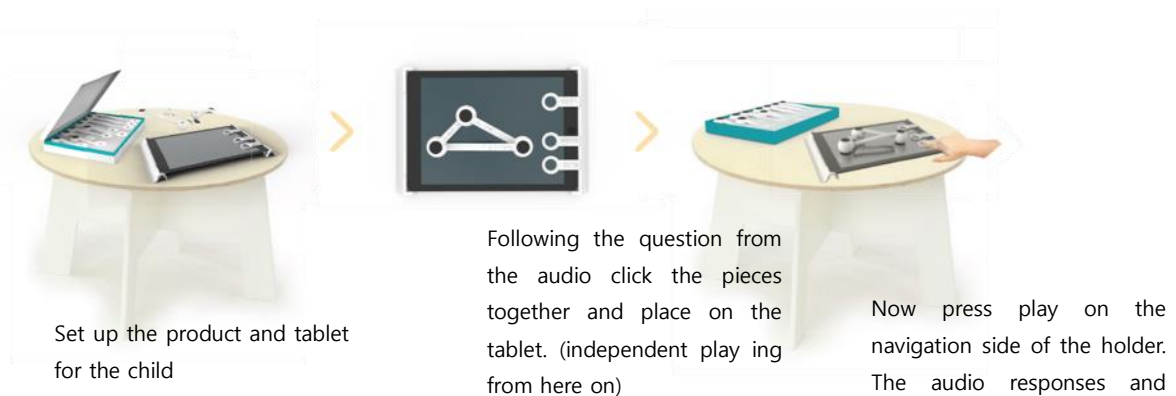 Set up the product and tablet
for the child
Following the question from
the audio click the pieces
together and place on the
tablet. (independent play ing
from here on)
Now press play on the
navigation side of the holder.
The audio responses and